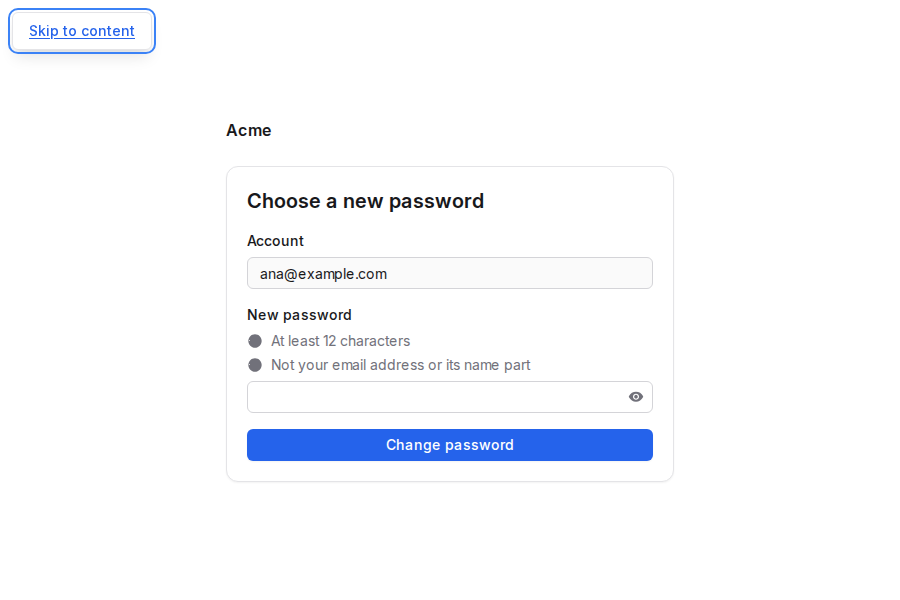 Skip to content
Acme
Choose a new password
Account
ana@example.com
New password
At least 12 characters
Not your email address or its name part
Change password